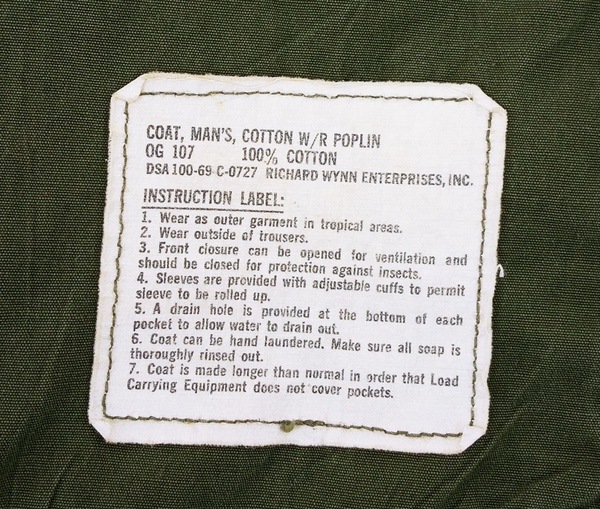 COAT, MAN'S, COTTON W/R POPLIN
OG 107 100% COTTON
DSA 100-69-C-0727 RICHARD WYNN ENTERPRISES, INC.
INSTRUCTION LABEL:
1. Wear as outer garment in tropical areas.
2. Wear outside of trousers.
3. Front closure can be opened for ventilation and
should be closed for protection against insects.
4. Sleeves are provided with adjustable cuffs to permit
sleeve to be rolled up.
5. A drain hole is provided at the bottom of each
pocket to allow water to drain out.
6. Coat can be hand laundered. Make sure all soap is
thoroughly rinsed out.
7. Coat is made longer than normal in order that Load
Carrying Equipment does not cover pockets.